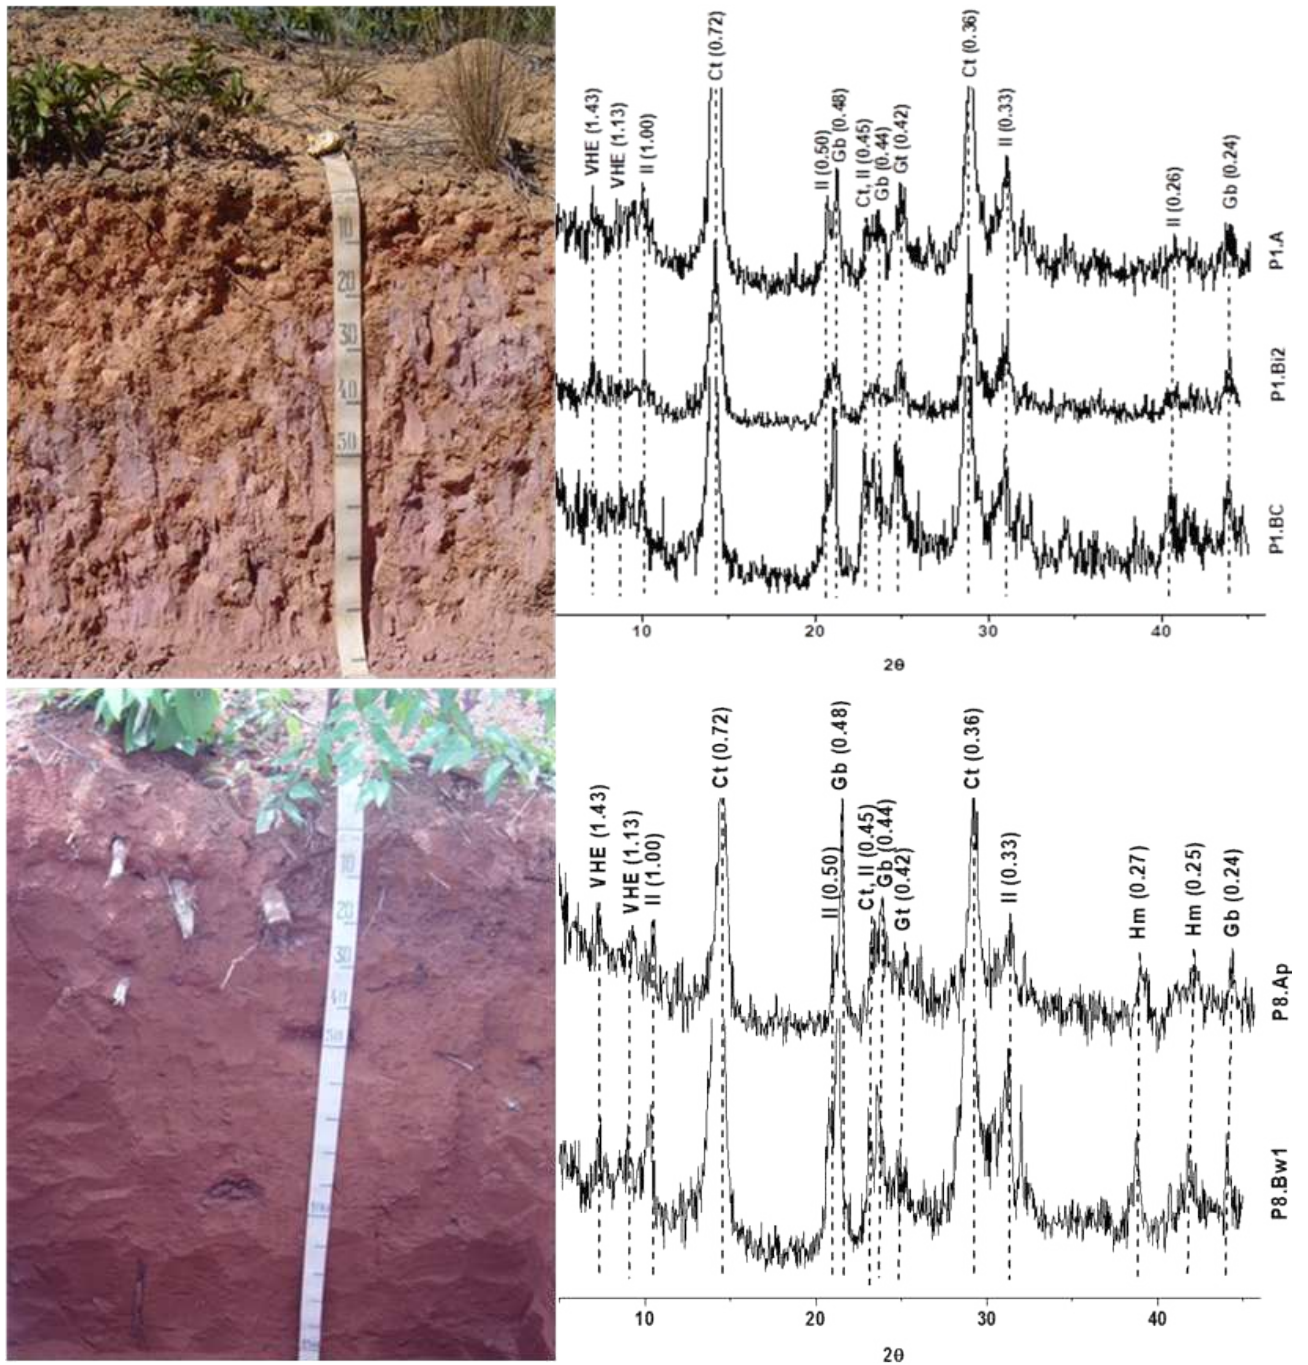 10
20
30
40
50
VHE (1.43)
VHE (1.13)
Il (1.00)
Ct (0.72)
Il (0.50)
Gb (0.48)
Ct, Il (0.45)
Gb (0.44)
Gt (0.42)
Ct (0.36)
Il (0.33)
Il (0.26)
Gb (0.24)
P1.A
P1.Bi2
P1.BC
10 20 30 40
2θ
10
20
30
40
50
VHE (1.43)
VHE (1.13)
Il (1.00)
Ct (0.72)
Il (0.50)
Gb (0.48)
Ct, Il (0.45)
Gb (0.44)
Gt (0.42)
Ct (0.36)
Il (0.33)
Hm (0.27)
Hm (0.25)
Gb (0.24)
P8.Ap
P8.Bw1
10 20 30 40
2θ